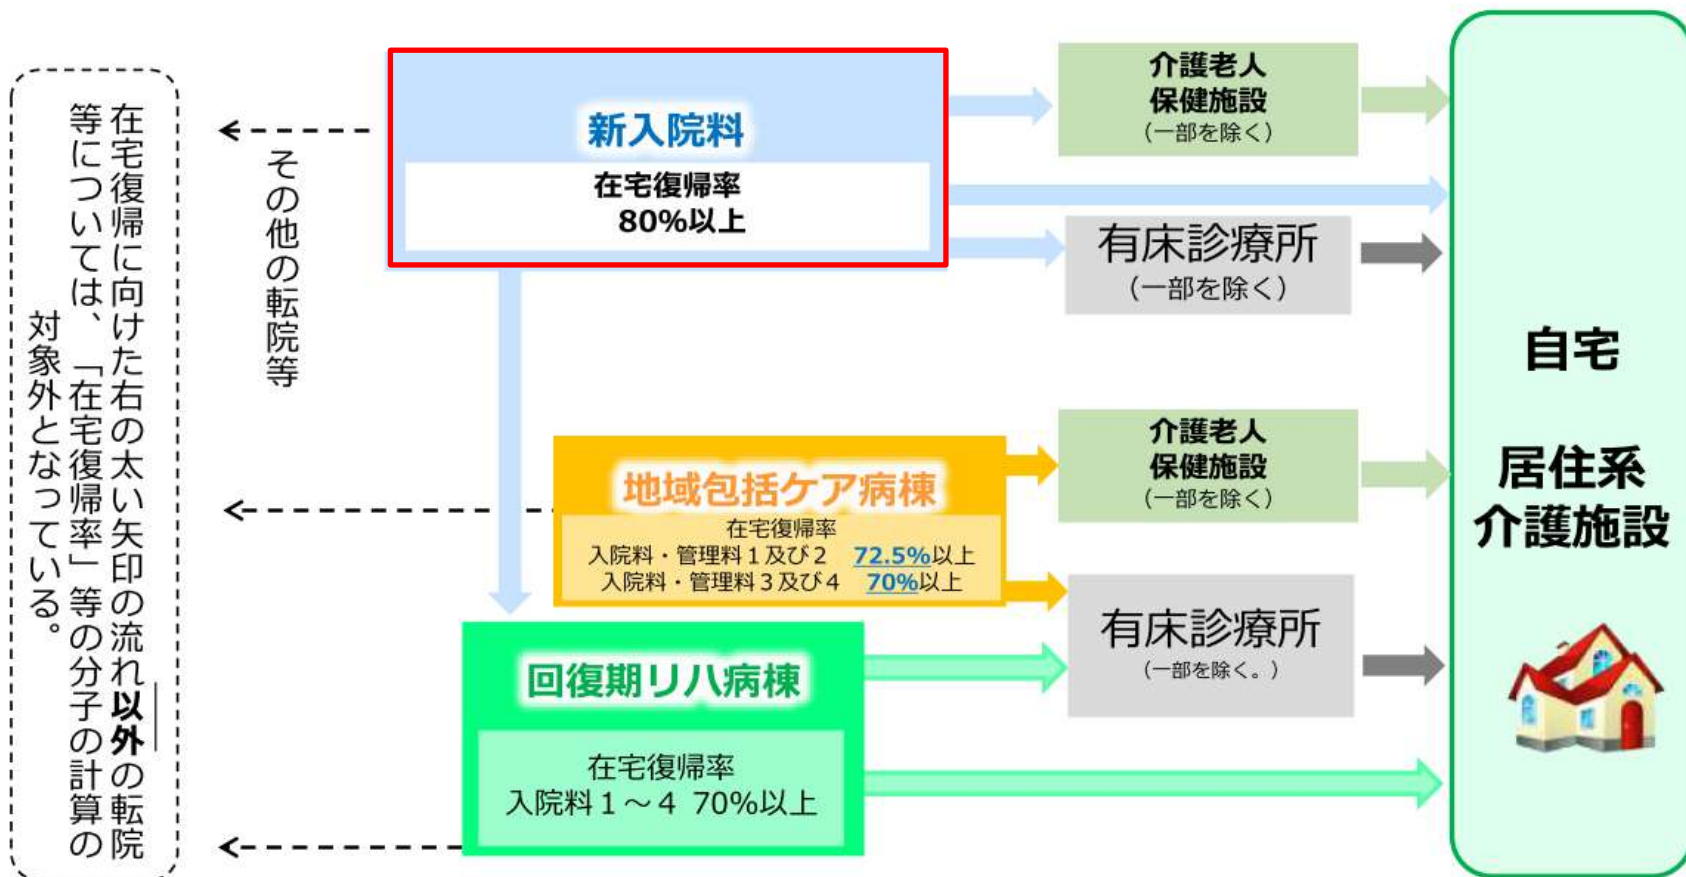 在宅復帰に向けた右の太い矢印の流れ以外の転院
等については、「在宅復帰率」等の分子の計算の
対象外となっている。
その他の転院等
新入院料
在宅復帰率
80%以上
介護老人
保健施設
(一部を除く)
有床診療所
(一部を除く)
地域包括ケア病棟
在宅復帰率
入院料・管理料1及び2 72.5%以上
入院料・管理料3及び4 70%以上
介護老人
保健施設
(一部を除く)
有床診療所
(一部を除く。)
回復期リハ病棟
在宅復帰率
入院料1～4 70%以上
自宅
居住系
介護施設